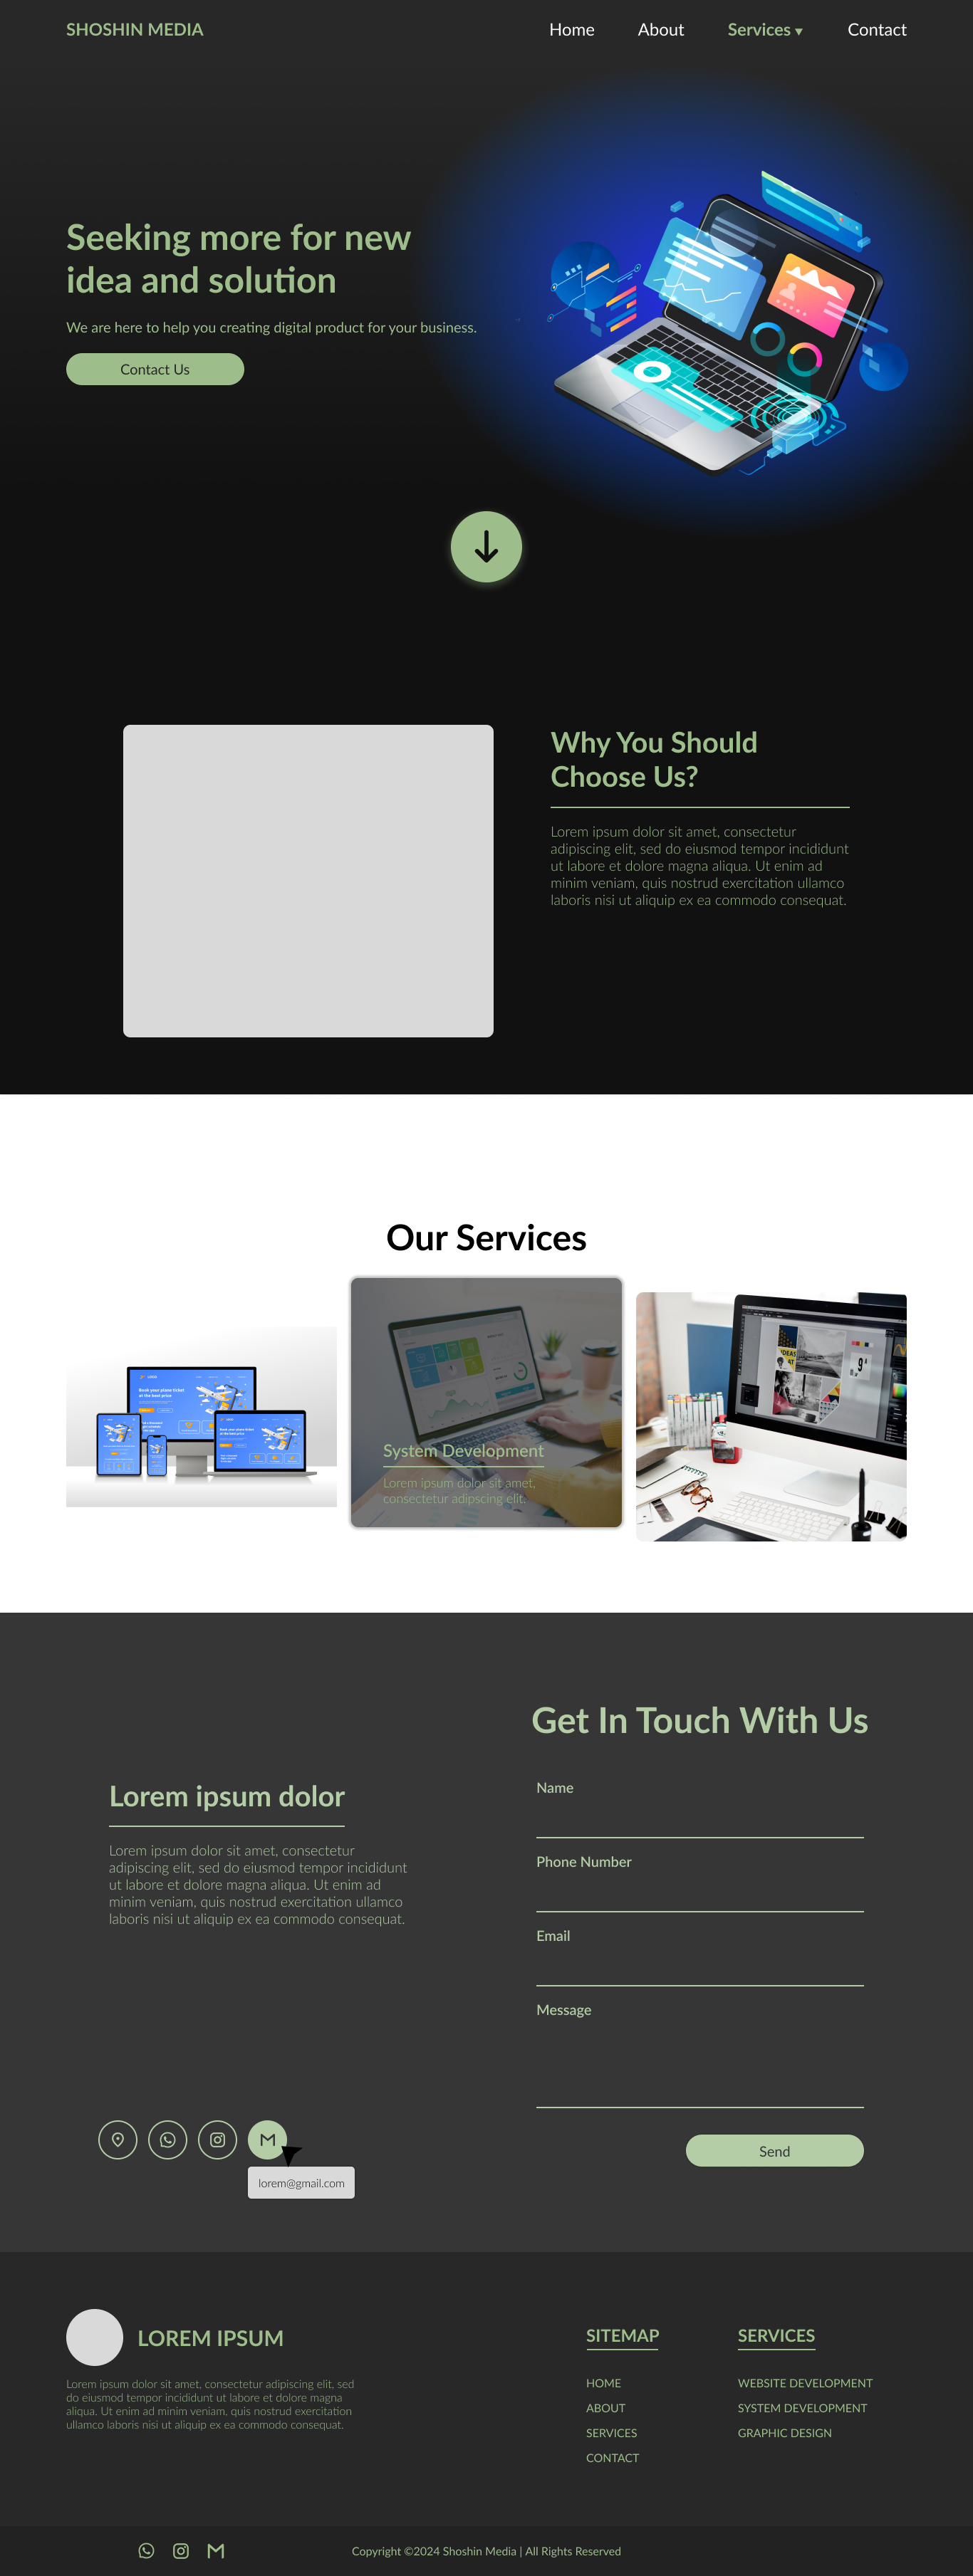 SHOSHIN MEDIA
Home
About
Services
Contact
Seeking more for new
idea and solution
We are here to help you creating digital product for your business.
Contact Us
Why You Should
Choose Us?
Lorem ipsum dolor sit amet, consectetur
adipiscing elit, sed do eiusmod tempor incididunt
ut labore et dolore magna aliqua. Ut enim ad
minim veniam, quis nostrud exercitation ullamco
laboris nisi ut aliquip ex ea commodo consequat.
Our Services
Book your plane ticket
at the best price
System Development
Lorem ipsum dolor sit amet,
consectetur adipscing elit.
Get In Touch With Us
Lorem ipsum dolor
Lorem ipsum dolor sit amet, consectetur
adipiscing elit, sed do eiusmod tempor incididunt
ut labore et dolore magna aliqua. Ut enim ad
minim veniam, quis nostrud exercitation ullamco
laboris nisi ut aliquip ex ea commodo consequat.
Name
Phone Number
Email
Message
Send
lorem@gmail.com
LOREM IPSUM
Lorem ipsum dolor sit amet, consectetur adipiscing elit, sed
do eiusmod tempor incididunt ut labore et dolore magna
aliqua. Ut enim ad minim veniam, quis nostrud exercitation
ullamco laboris nisi ut aliquip ex ea commodo consequat.
SITEMAP
HOME
ABOUT
SERVICES
CONTACT
SERVICES
WEBSITE DEVELOPMENT
SYSTEM DEVELOPMENT
GRAPHIC DESIGN
Copyright ©2024 Shoshin Media | All Rights Reserved